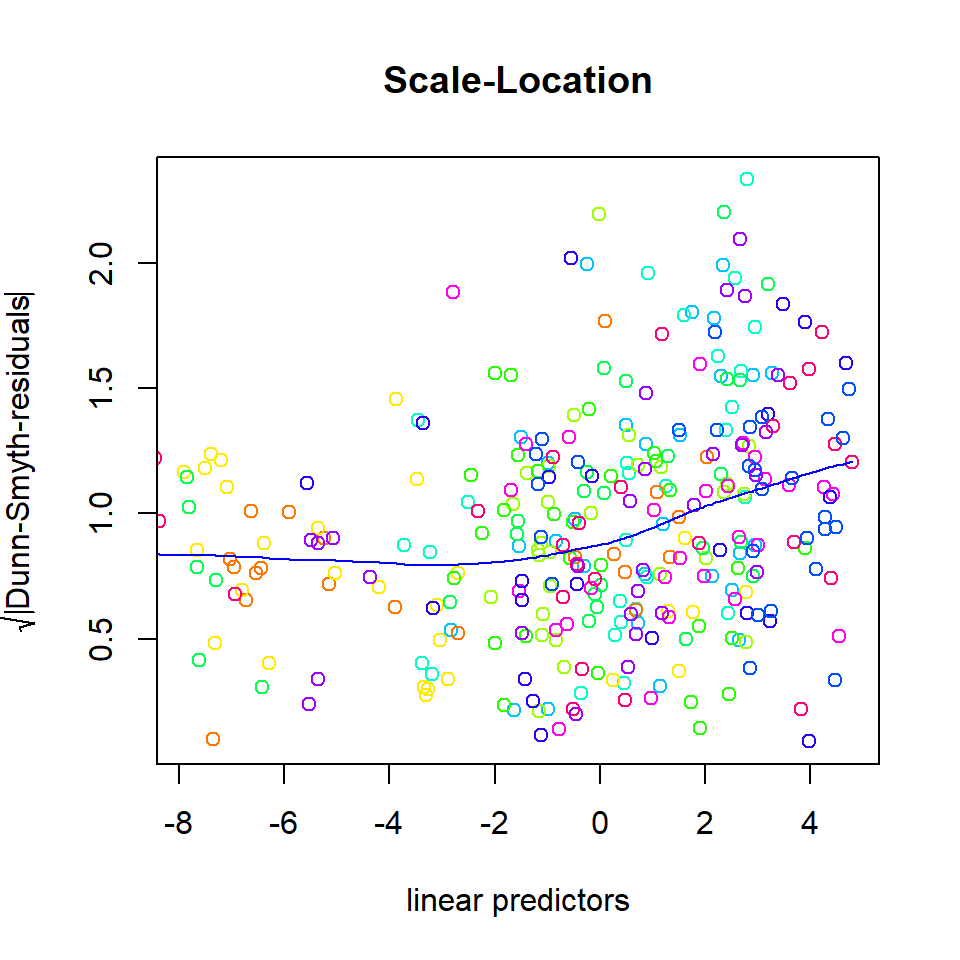 Scale-Location
√|Dunn-Smyth-residuals|
2.0
1.5
1.0
0.5
-8 -6 -4 -2 0 2 4
linear predictors